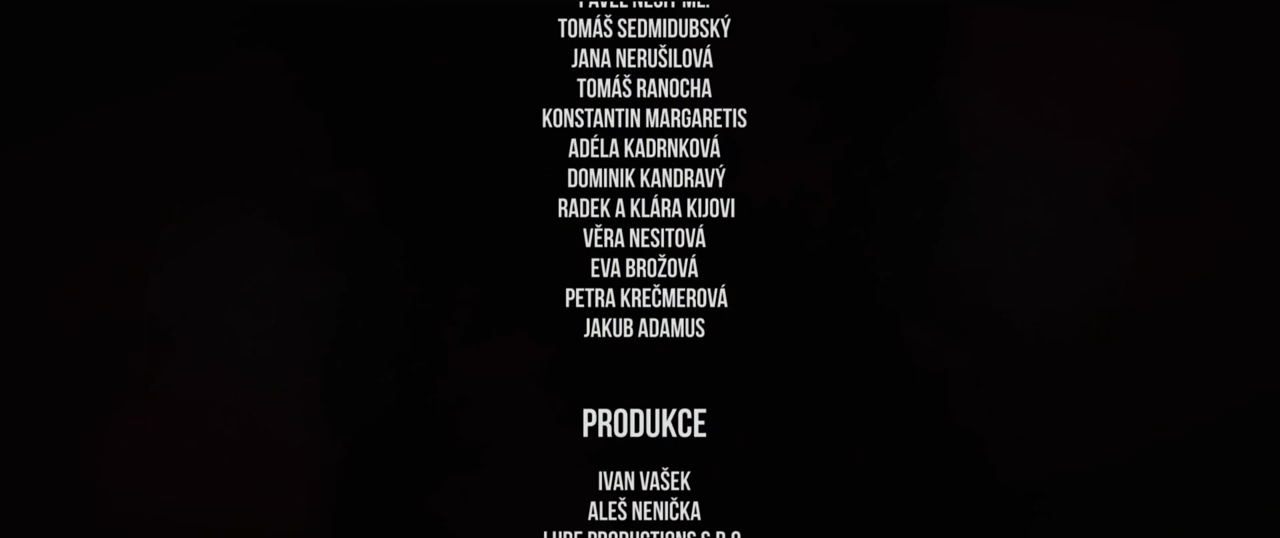 TOMÁŠ SEDMIDUBSKÝ
JANA NERUŠILOVÁ
TOMÁŠ RANOCHA
KONSTANTIN MARGARETIS
ADÉLA KADRNKOVÁ
DOMINIK KANDRAVÝ
RADEK A KLÁRA KIJOVI
VĚRA NESITOVÁ
EVA BROŽOVÁ
PETRA KREČMEROVÁ
JAKUB ADAMUS
PRODUKCE
IVAN VAŠEK
ALEŠ NENIČKA
PRODUCTIONS S.R.O.